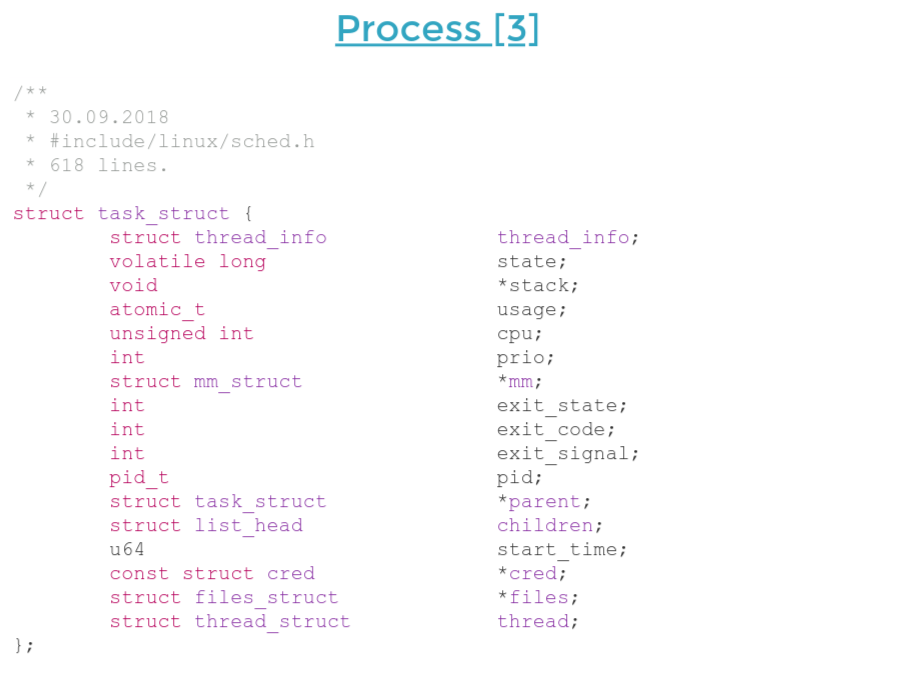 Process [3]
/**
 * 30.09.2018
 * #include/linux/sched.h
 * 618 lines.
 */
struct task_struct {
        struct thread_info              thread_info;
        volatile long                   state;
        void                            *stack;
        atomic_t                        usage;
        unsigned int                    cpu;
        int                             prio;
        struct mm_struct                *mm;
        int                             exit_state;
        int                             exit_code;
        int                             exit_signal;
        pid_t                           pid;
        struct task_struct              *parent;
        struct list_head                children;
        u64                             start_time;
        const struct cred               *cred;
        struct files_struct             *files;
        struct thread_struct            thread;
};